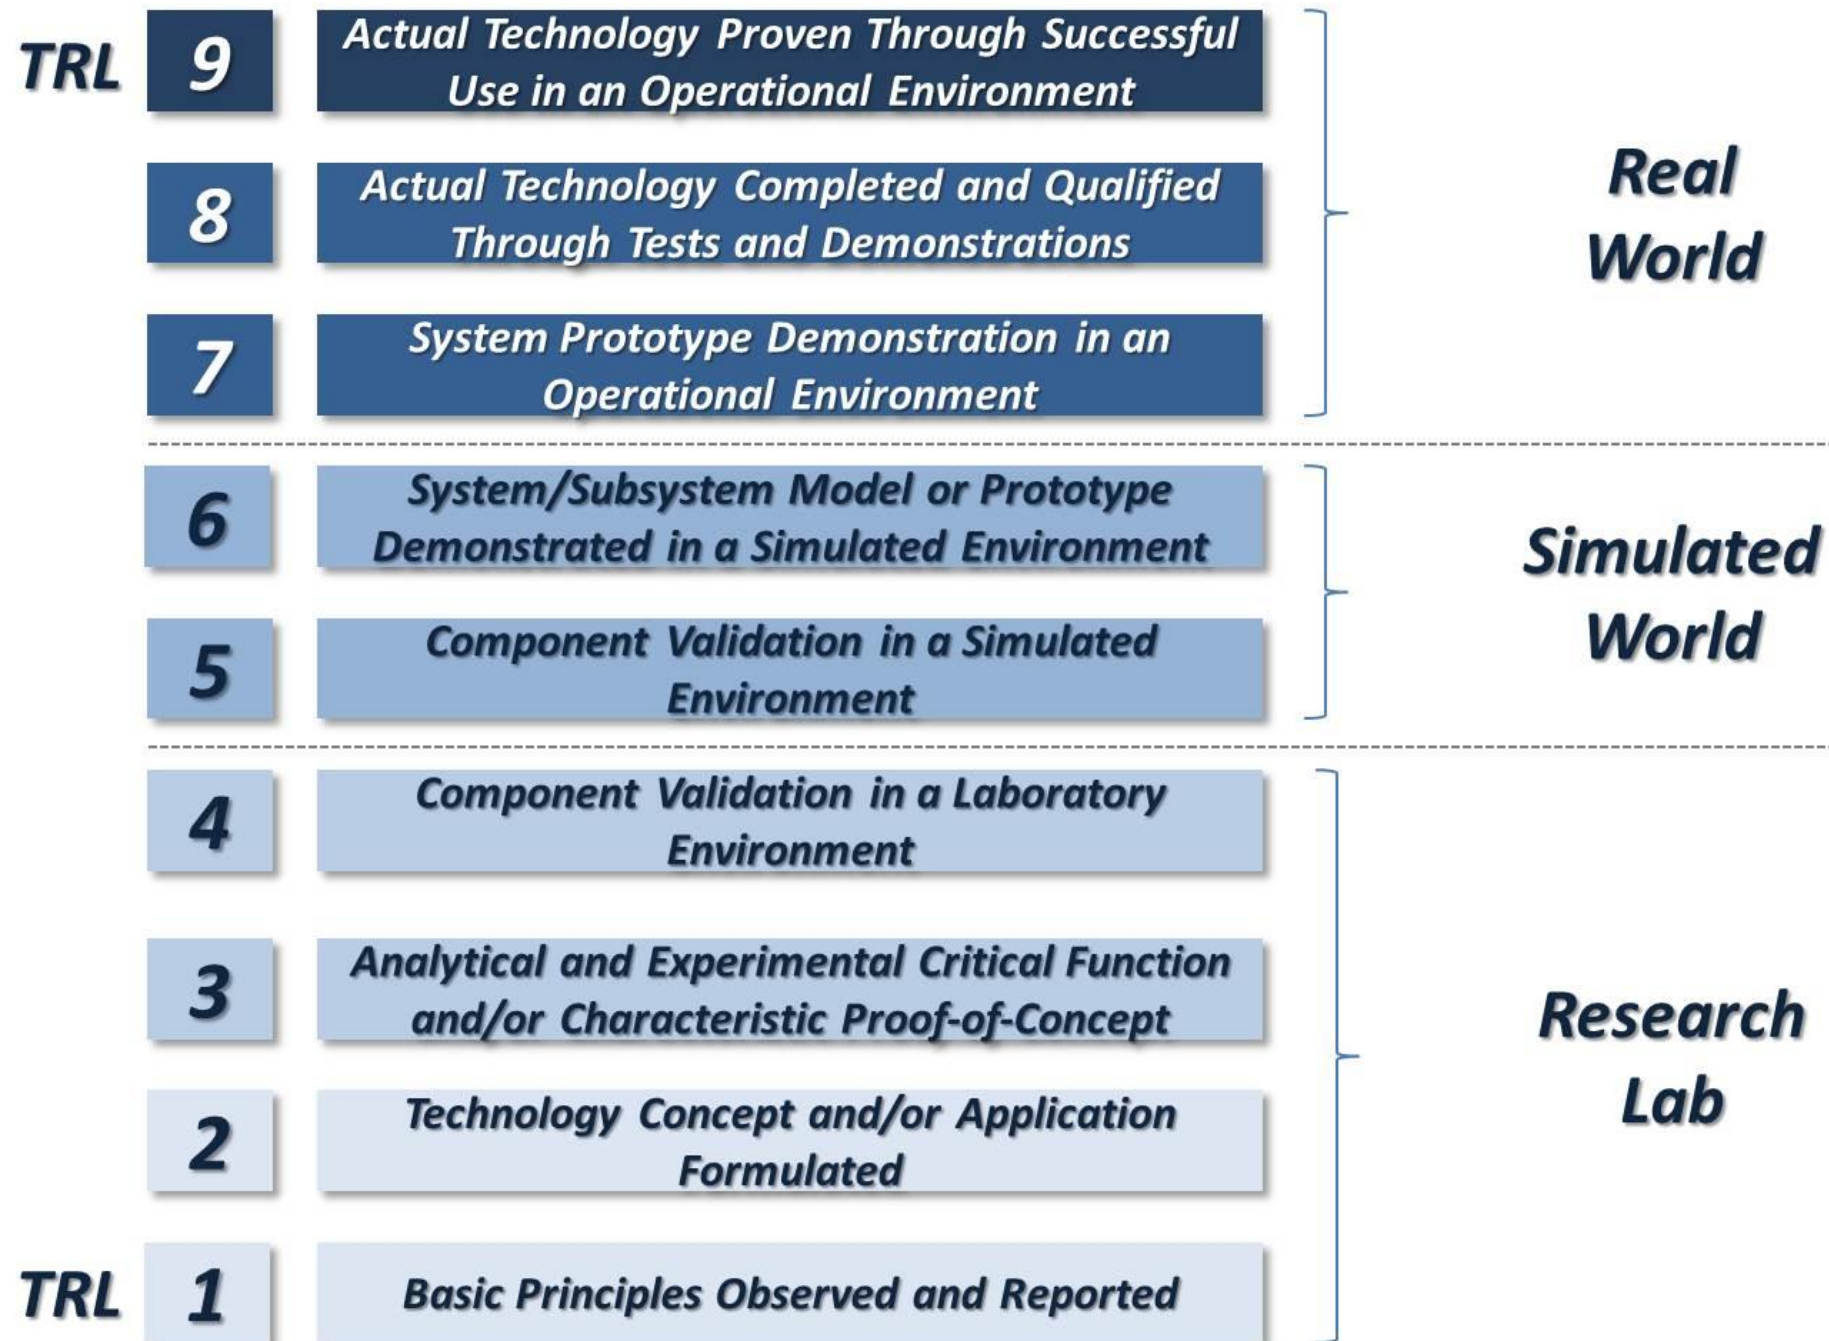 TRL 9 Actual Technology Proven Through Successful
Use in an Operational Environment
8 Actual Technology Completed and Qualified
Through Tests and Demonstrations
7 System Prototype Demonstration in an
Operational Environment
Real
World
6 System/Subsystem Model or Prototype
Demonstrated in a Simulated Environment
5 Component Validation in a Simulated
Environment
Simulated
World
4 Component Validation in a Laboratory
Environment
3 Analytical and Experimental Critical Function
and/or Characteristic Proof-of-Concept
2 Technology Concept and/or Application
Formulated
TRL 1 Basic Principles Observed and Reported
Research
Lab